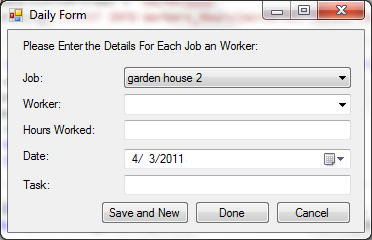 Daily Form
Please Enter the Details For Each Job an Worker:
Job:
garden house 2
Worker:
Hours Worked:
Date:
4/ 3/2011
Task:
Save and New
Done
Cancel